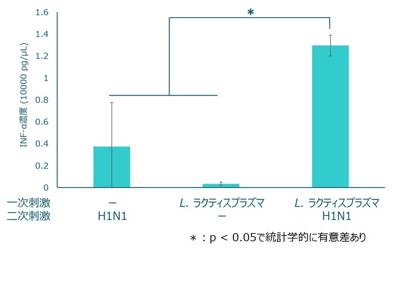 *
INF-α濃度 (10000 pg/μL)
1.6
1.4
1.2
1
0.8
0.6
0.4
0.2
0
一次刺激 − L. ラクティスプラズマ L. ラクティスプラズマ
二次刺激 H1N1 − H1N1
＊：p < 0.05で統計学的に有意差あり